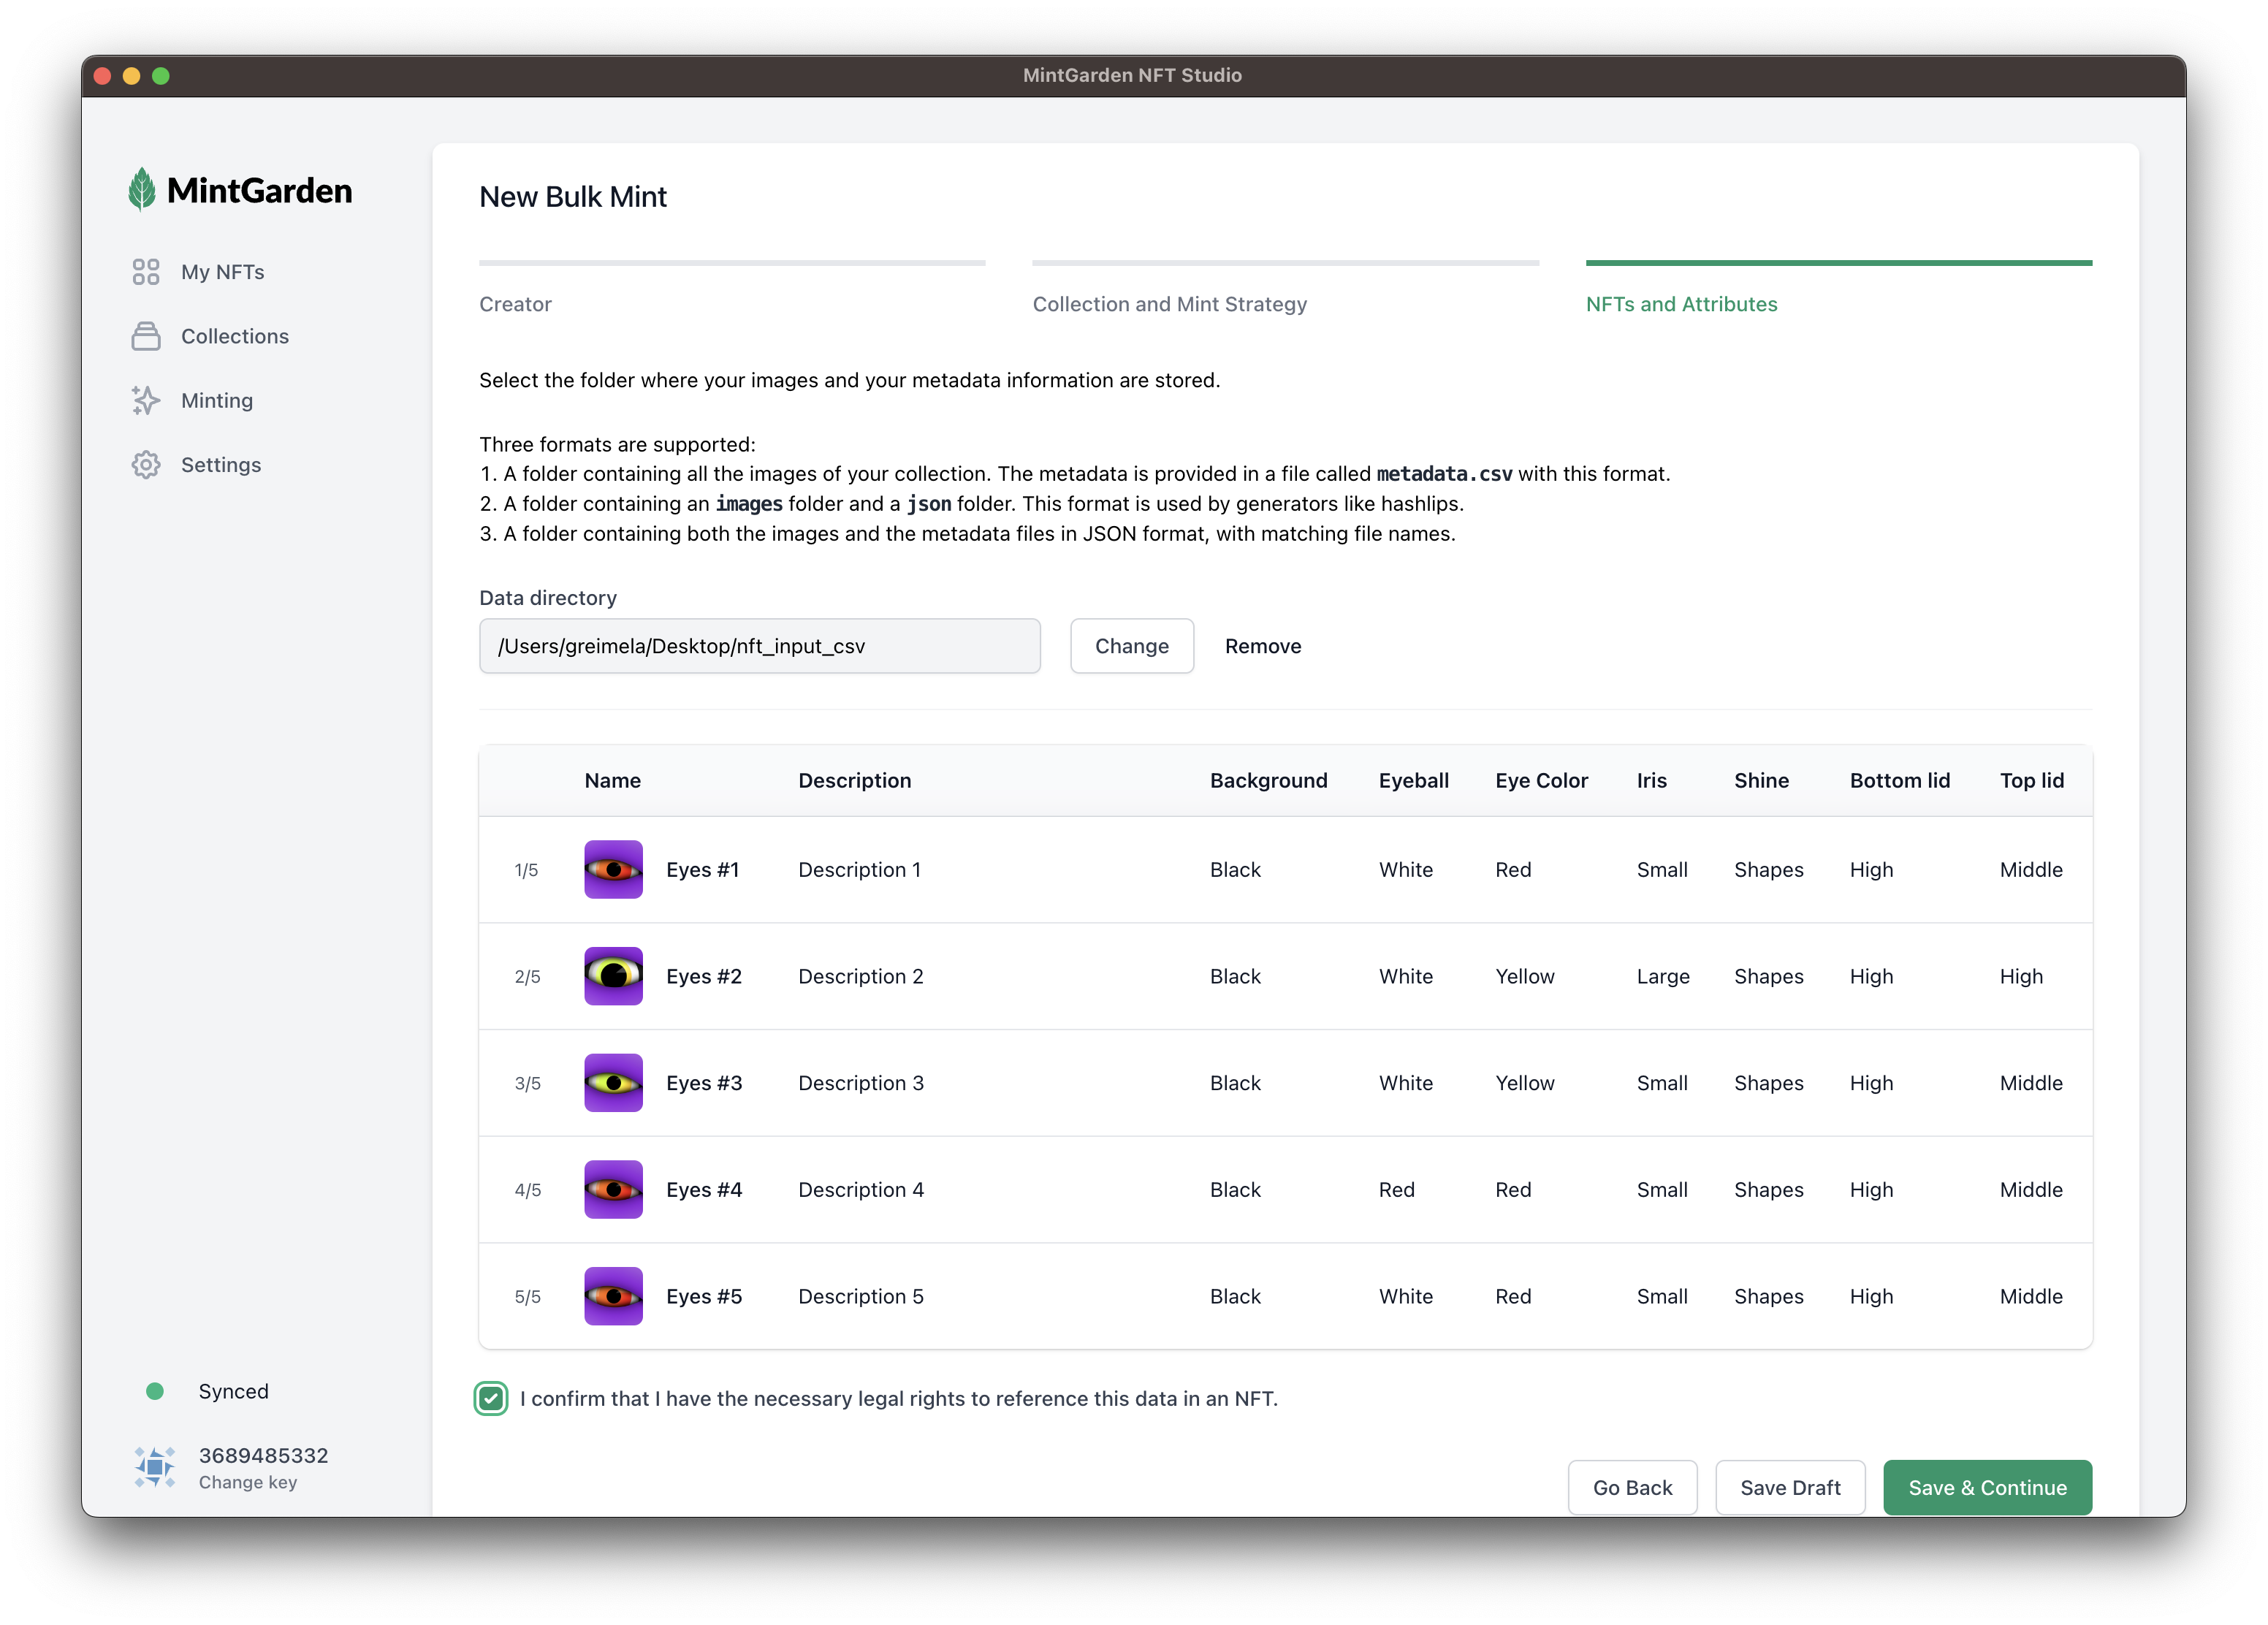 MintGarden NFT Studio
MintGarden
My NFTs
Collections
Minting
Settings
Synced
3689485332
Change key
New Bulk Mint
Creator
Collection and Mint Strategy
NFTs and Attributes
Select the folder where your images and your metadata information are stored.
Three formats are supported:
1. A folder containing all the images of your collection. The metadata is provided in a file called metadata.csv with this format.
2. A folder containing an images folder and a json folder. This format is used by generators like hashlips.
3. A folder containing both the images and the metadata files in JSON format, with matching file names.
Data directory
/Users/greimela/Desktop/nft_input_csv Change Remove
Name Description Background Eyeball Eye Color Iris Shine Bottom lid Top lid
1/5 Eyes #1 Description 1 Black White Red Small Shapes High Middle
2/5 Eyes #2 Description 2 Black White Yellow Large Shapes High High
3/5 Eyes #3 Description 3 Black White Yellow Small Shapes High Middle
4/5 Eyes #4 Description 4 Black Red Red Small Shapes High Middle
5/5 Eyes #5 Description 5 Black White Red Small Shapes High Middle
I confirm that I have the necessary legal rights to reference this data in an NFT.
Go Back Save Draft Save & Continue